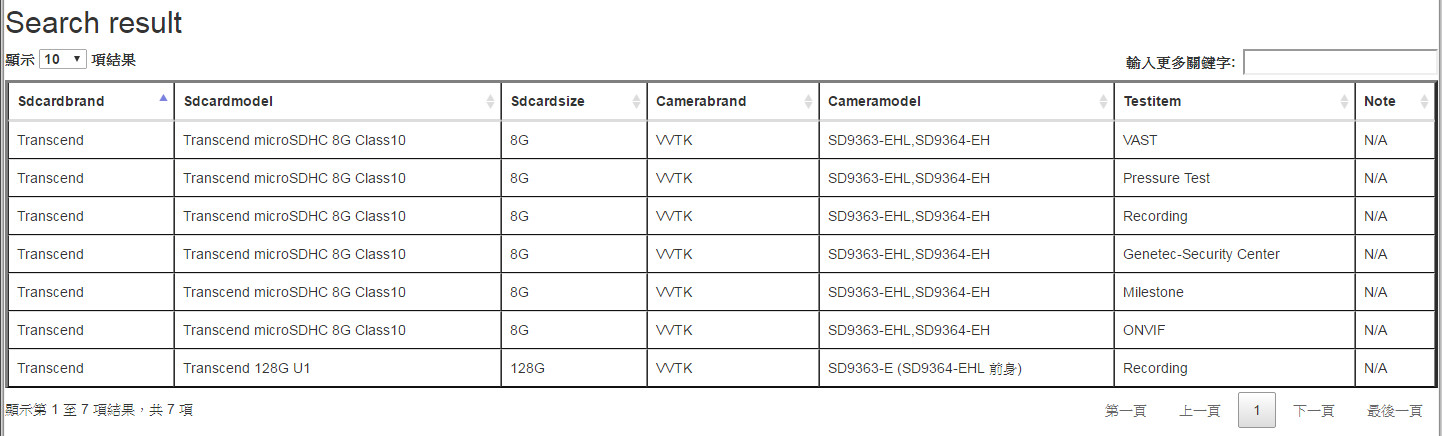 Search result
顯示 10 項結果 輸入更多關鍵字:
Sdcardbrand Sdcardmodel Sdcardsize Camerabrand Cameramodel Testitem Note
Transcend Transcend microSDHC 8G Class10 8G VVTK SD9363-EHL,SD9364-EH VAST N/A
Transcend Transcend microSDHC 8G Class10 8G VVTK SD9363-EHL,SD9364-EH Pressure Test N/A
Transcend Transcend microSDHC 8G Class10 8G VVTK SD9363-EHL,SD9364-EH Recording N/A
Transcend Transcend microSDHC 8G Class10 8G VVTK SD9363-EHL,SD9364-EH Genetec-Security Center N/A
Transcend Transcend microSDHC 8G Class10 8G VVTK SD9363-EHL,SD9364-EH Milestone N/A
Transcend Transcend microSDHC 8G Class10 8G VVTK SD9363-EHL,SD9364-EH ONVIF N/A
Transcend Transcend 128G U1 128G VVTK SD9363-E (SD9364-EHL 前身) Recording N/A
顯示第 1 至 7 項結果，共 7 項 第一頁 上一頁 1 下一頁 最後一頁